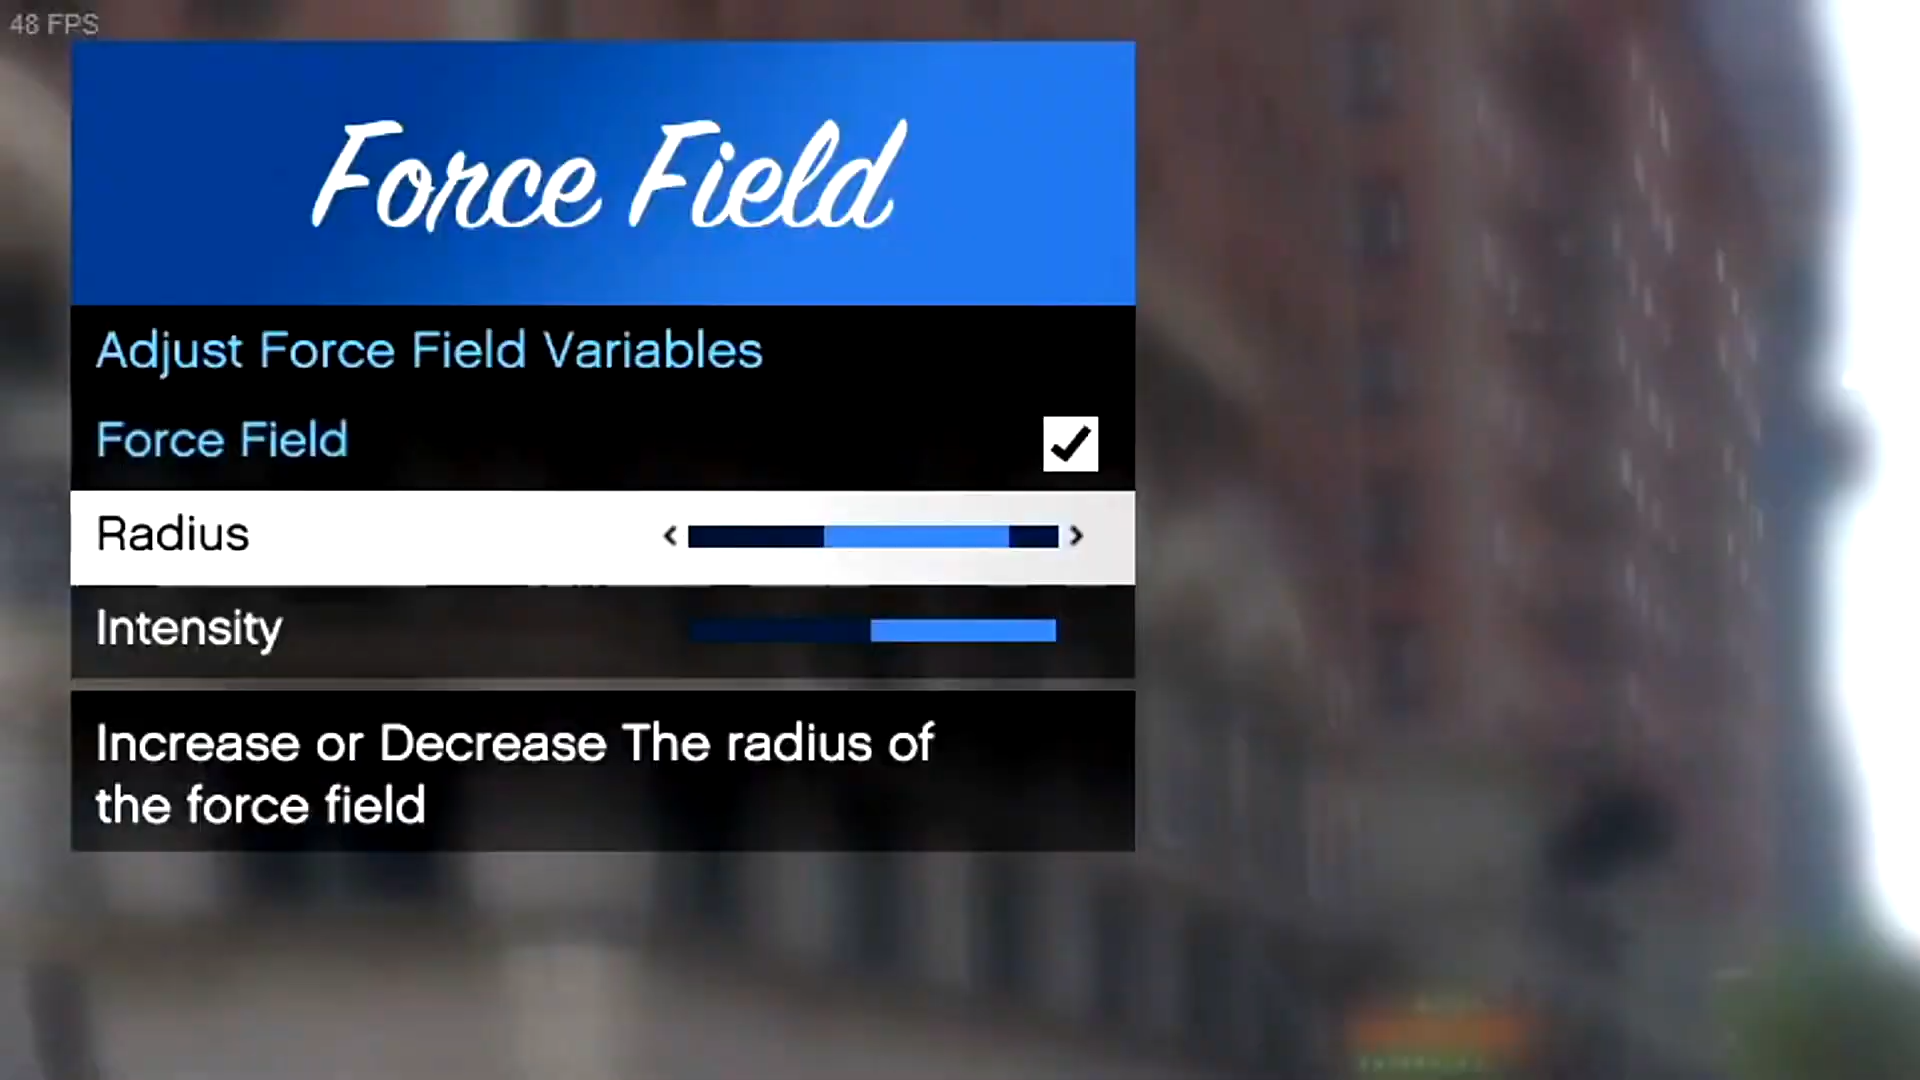 48 FPS
Force Field
Adjust Force Field Variables
Force Field
Radius
Intensity
Increase or Decrease The radius of
the force field